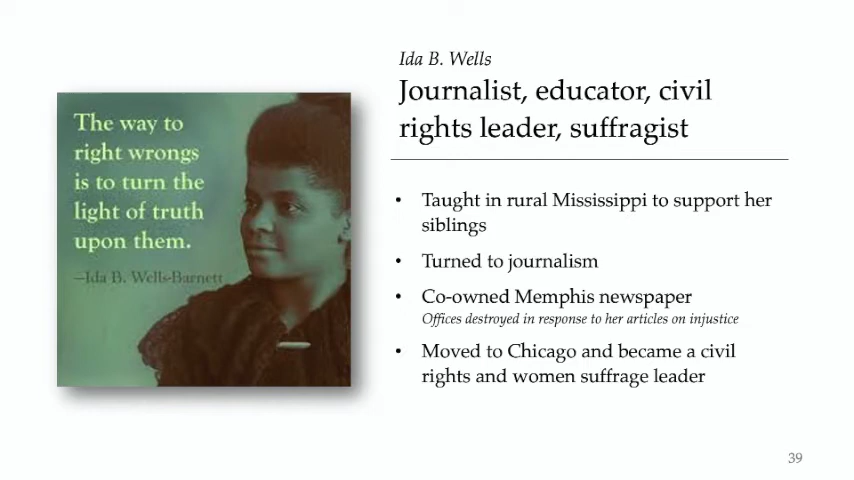 The way to
right wrongs
is to turn the
light of truth
upon them.
—Ida B. Wells-Barnett
Ida B. Wells
Journalist, educator, civil
rights leader, suffragist
• Taught in rural Mississippi to support her
siblings
• Turned to journalism
• Co-owned Memphis newspaper
Offices destroyed in response to her articles on injustice
• Moved to Chicago and became a civil
rights and women suffrage leader
39